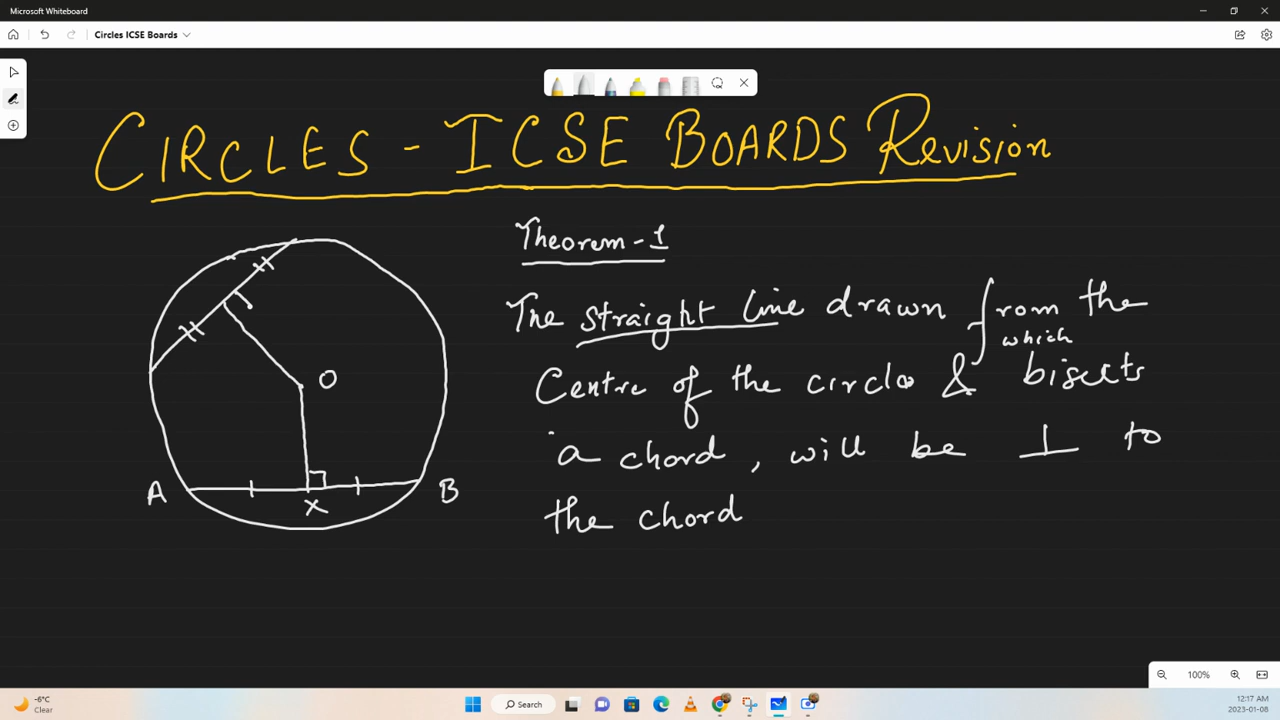 Microsoft Whiteboard
Circles ICSE Boards
CIRCLES - ICSE BOARDS Revision
Theorem - 1
The straight line drawn from the
which
Centre of the circle & bisects
a chord, will be ⊥ to
the chord
O
A
X
B
100%
-6°C
Clear
Search
12:17 AM
2023-01-08